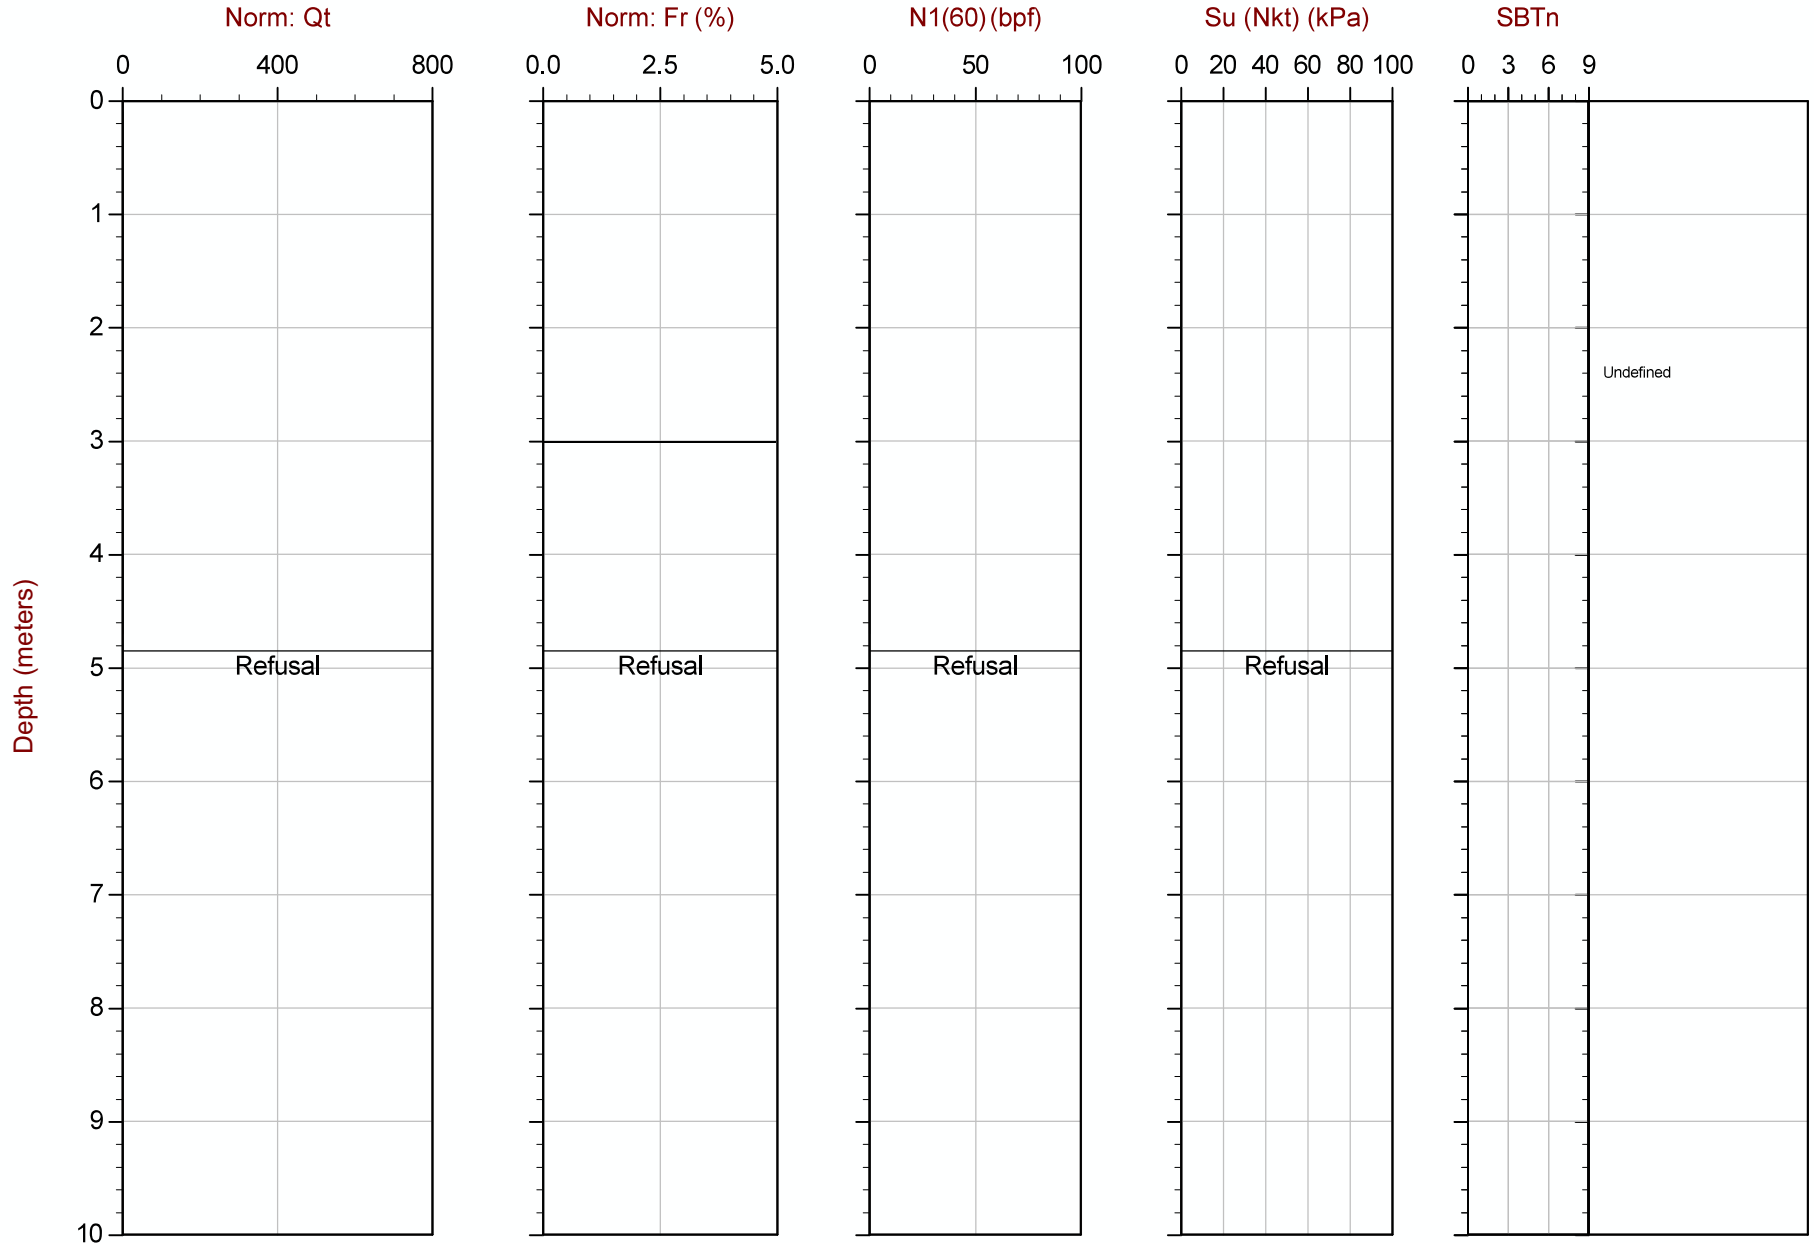 Norm: Qt Norm: Fr (%) N1(60) (bpf) Su (Nkt) (kPa) SBTn
0 400 800 0.0 2.5 5.0 0 50 100 0 20 40 60 80 100 0 3 6 9
0
1
2
Undefined
3
4
Depth (meters)
5 Refusal Refusal Refusal Refusal
6
7
8
9
10